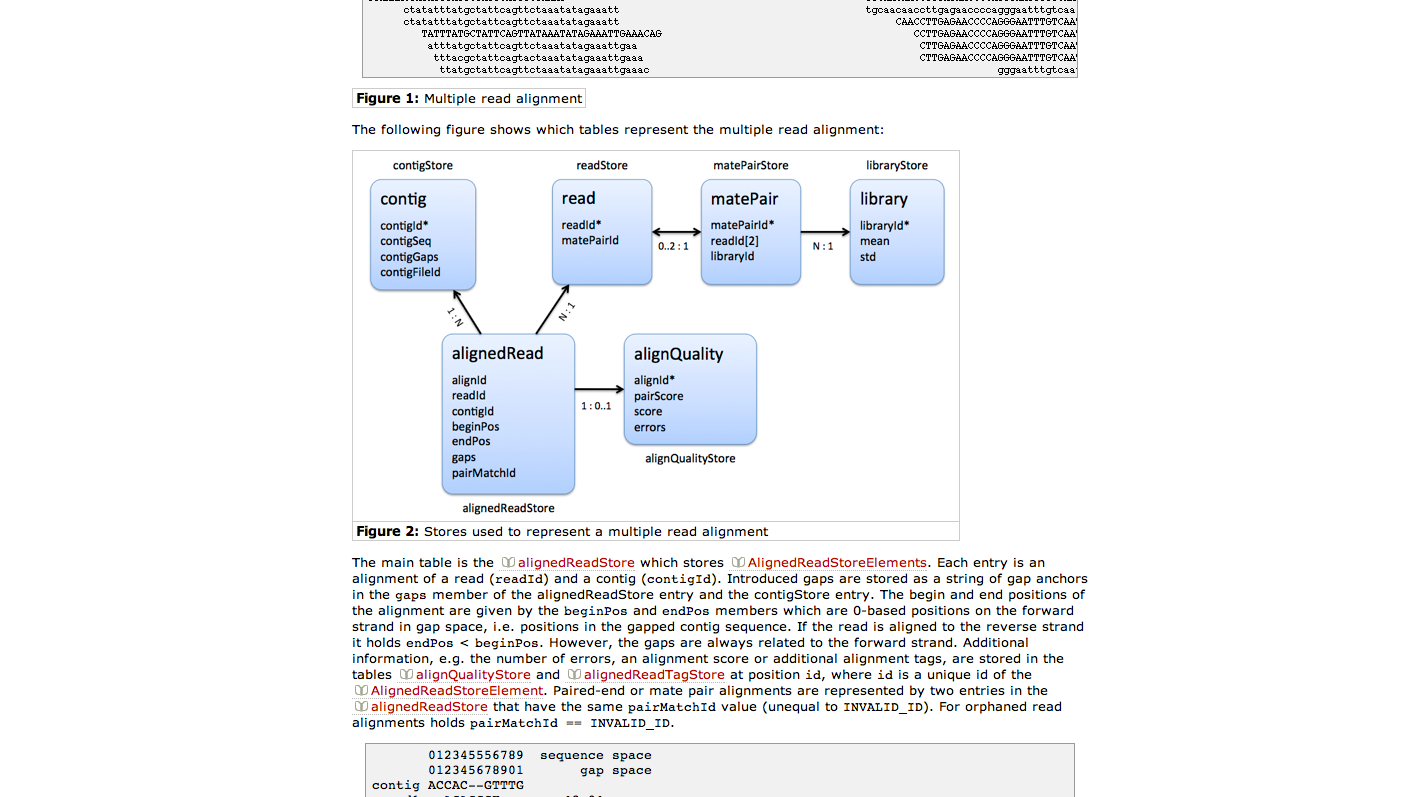 ctatatttatgctattcagttctaaatatagaaatt tgcaacaaccttgagaaccccagggaatttgtcaa
ctatatttatgctattcagttctaaatatagaaatt CAACCTTGAGAACCCCAGGGAATTTGTCAA
TATTTATGCTATTCAGTTATAAATATAGAAATTGAAACAG CCTTGAGAACCCCAGGGAATTTGTCAA
atttatgctattcagttctaaatatagaaattgaa CTTGAGAACCCCAGGGAATTTGTCAA
tttacgctattcagtactaaatatagaaattgaaa CTTGAGAACCCCAGGGAATTTGTCAA
ttatgctattcagttctaaatatagaaattgaaac gggaatttgtcaa
Figure 1: Multiple read alignment
The following figure shows which tables represent the multiple read alignment:
contigStore readStore matePairStore libraryStore
contig
contigId*
contigSeq
contigGaps
contigFileId
read
readId*
matePairId
0..2 : 1
matePair
matePairId*
readId[2]
libraryId
N : 1
library
libraryId*
mean
std
1 : N
N : 1
alignedRead
alignId
readId
contigId
beginPos
endPos
gaps
pairMatchId
alignedReadStore
1 : 0..1
alignQuality
alignId*
pairScore
score
errors
alignQualityStore
Figure 2: Stores used to represent a multiple read alignment
The main table is the alignedReadStore which stores AlignedReadStoreElements. Each entry is an
alignment of a read (readId) and a contig (contigId). Introduced gaps are stored as a string of gap anchors
in the gaps member of the alignedReadStore entry and the contigStore entry. The begin and end positions of
the alignment are given by the beginPos and endPos members which are 0-based positions on the forward
strand in gap space, i.e. positions in the gapped contig sequence. If the read is aligned to the reverse strand
it holds endPos < beginPos. However, the gaps are always related to the forward strand. Additional
information, e.g. the number of errors, an alignment score or additional alignment tags, are stored in the
tables alignQualityStore and alignedReadTagStore at position id, where id is a unique id of the
AlignedReadStoreElement. Paired-end or mate pair alignments are represented by two entries in the
alignedReadStore that have the same pairMatchId value (unequal to INVALID_ID). For orphaned read
alignments holds pairMatchId == INVALID_ID.
012345556789 sequence space
012345678901 gap space
contig ACCAC--GTTTG